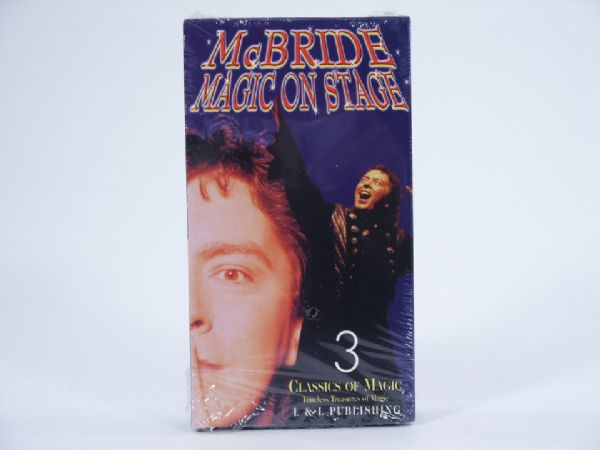 McBRIDE
MAGIC ON STAGE
3
CLASSICS OF MAGIC
Timeless Treasures of Magic
L & L PUBLISHING